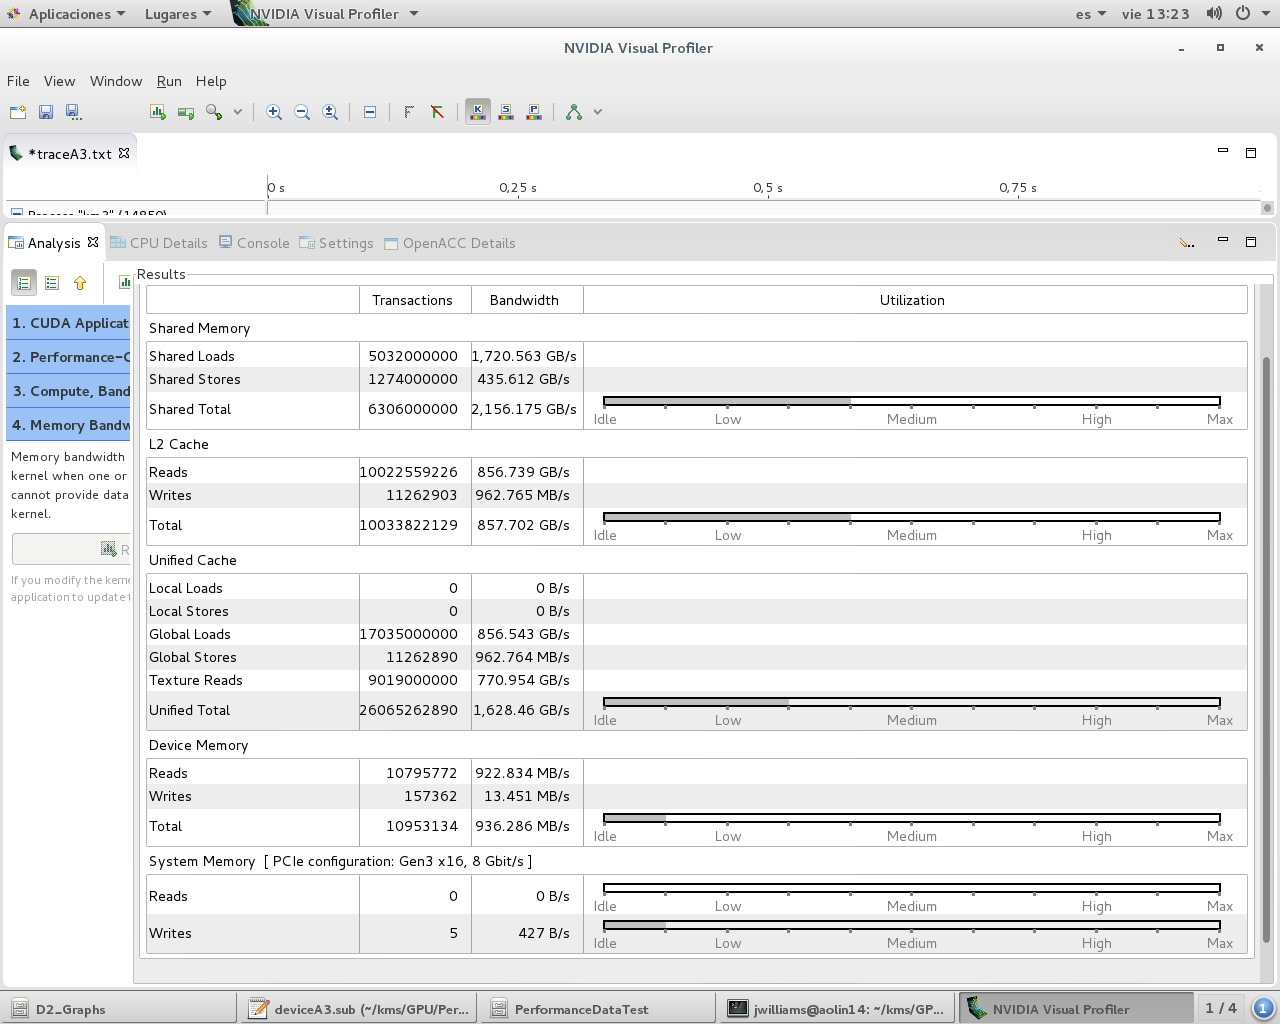 Aplicaciones Lugares NVIDIA Visual Profiler es vie 13:23
NVIDIA Visual Profiler
File View Window Run Help
K S P
*traceA3.txt
0 s 0,25 s 0,5 s 0,75 s
Process "km3" (14850)
Analysis CPU Details Console Settings OpenACC Details
Results
1. CUDA Applicat
2. Performance-C
3. Compute, Band
4. Memory Bandw
Memory bandwidth
kernel when one or
cannot provide data
kernel.
R
If you modify the kerne
application to update t
Transactions Bandwidth Utilization
Shared Memory
Shared Loads 5032000000 1,720.563 GB/s
Shared Stores 1274000000 435.612 GB/s
Shared Total 6306000000 2,156.175 GB/s
Idle Low Medium High Max
L2 Cache
Reads 10022559226 856.739 GB/s
Writes 11262903 962.765 MB/s
Total 10033822129 857.702 GB/s
Idle Low Medium High Max
Unified Cache
Local Loads 0 0 B/s
Local Stores 0 0 B/s
Global Loads 17035000000 856.543 GB/s
Global Stores 11262890 962.764 MB/s
Texture Reads 9019000000 770.954 GB/s
Unified Total 26065262890 1,628.46 GB/s
Idle Low Medium High Max
Device Memory
Reads 10795772 922.834 MB/s
Writes 157362 13.451 MB/s
Total 10953134 936.286 MB/s
Idle Low Medium High Max
System Memory [ PCIe configuration: Gen3 x16, 8 Gbit/s ]
Reads 0 0 B/s
Idle Low Medium High Max
Writes 5 427 B/s
Idle Low Medium High Max
D2_Graphs deviceA3.sub (~/kms/GPU/Per... PerformanceDataTest jwilliams@aolin14: ~/kms/GP... NVIDIA Visual Profiler 1 / 4 1